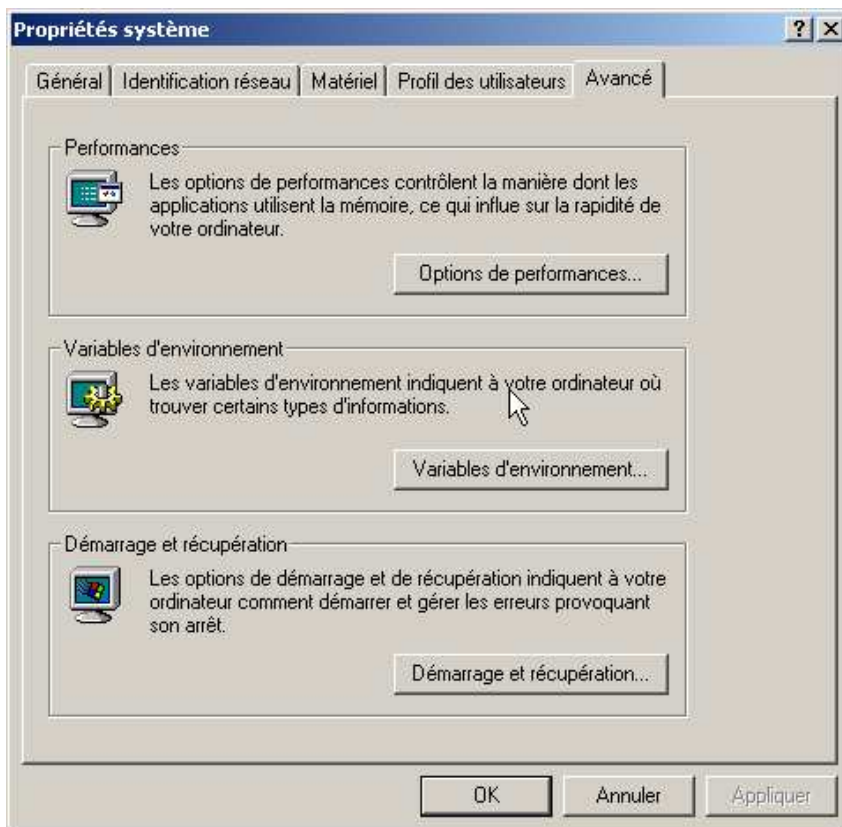 Propriétés système
Général
Identification réseau
Matériel
Profil des utilisateurs
Avancé
Performances
Les options de performances contrôlent la manière dont les
applications utilisent la mémoire, ce qui influe sur la rapidité de
votre ordinateur.
Options de performances...
Variables d'environnement
Les variables d'environnement indiquent à votre ordinateur où
trouver certains types d'informations.
Variables d'environnement...
Démarrage et récupération
Les options de démarrage et de récupération indiquent à votre
ordinateur comment démarrer et gérer les erreurs provoquant
son arrêt.
Démarrage et récupération...
OK
Annuler
Appliquer